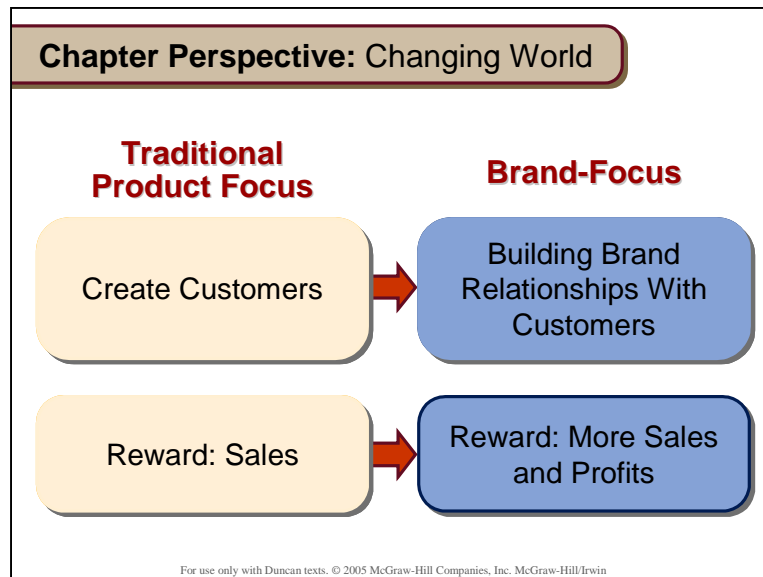 Chapter Perspective: Changing World
Traditional
Product Focus
Brand-Focus
Create Customers
Building Brand
Relationships With
Customers
Reward: Sales
Reward: More Sales
and Profits
For use only with Duncan texts. © 2005 McGraw-Hill Companies, Inc. McGraw-Hill/Irwin